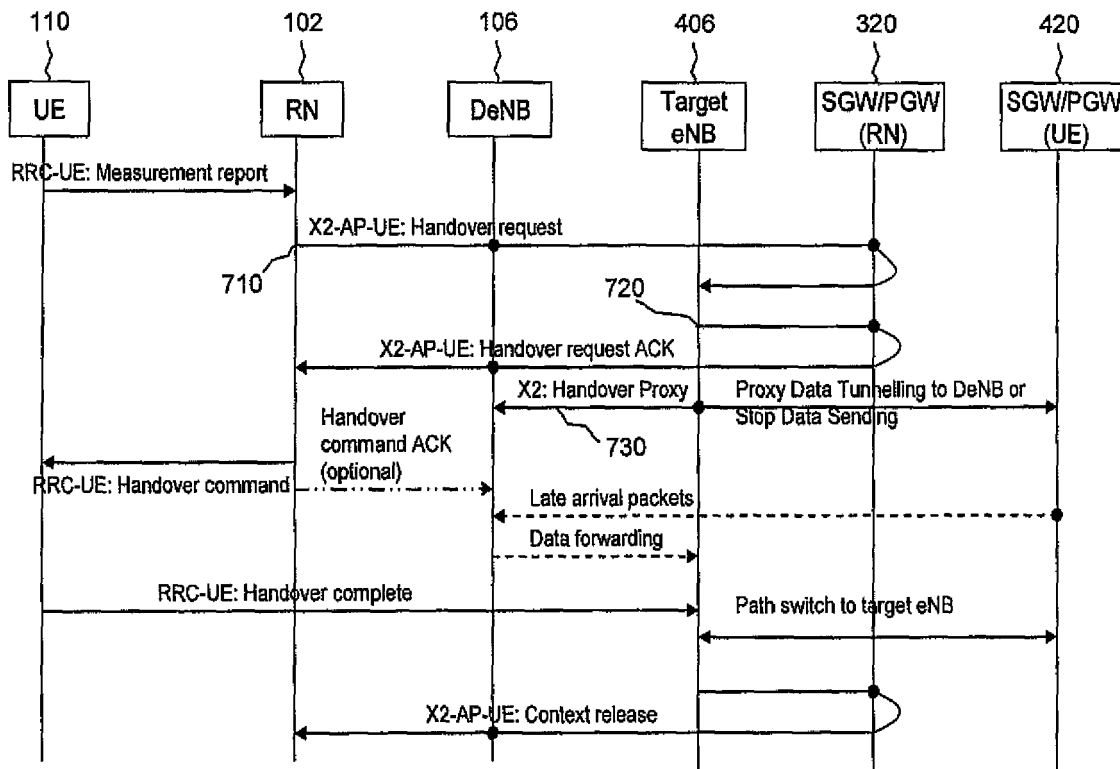 110 102 106 406 320 420
UE RN DeNB Target eNB SGW/PGW (RN) SGW/PGW (UE)
RRC-UE: Measurement report
X2-AP-UE: Handover request
710
720
X2-AP-UE: Handover request ACK
X2: Handover Proxy
Proxy Data Tunnelling to DeNB or
Stop Data Sending
730
Handover
command ACK
(optional)
RRC-UE: Handover command
Late arrival packets
Data forwarding
RRC-UE: Handover complete
Path switch to target eNB
X2-AP-UE: Context release